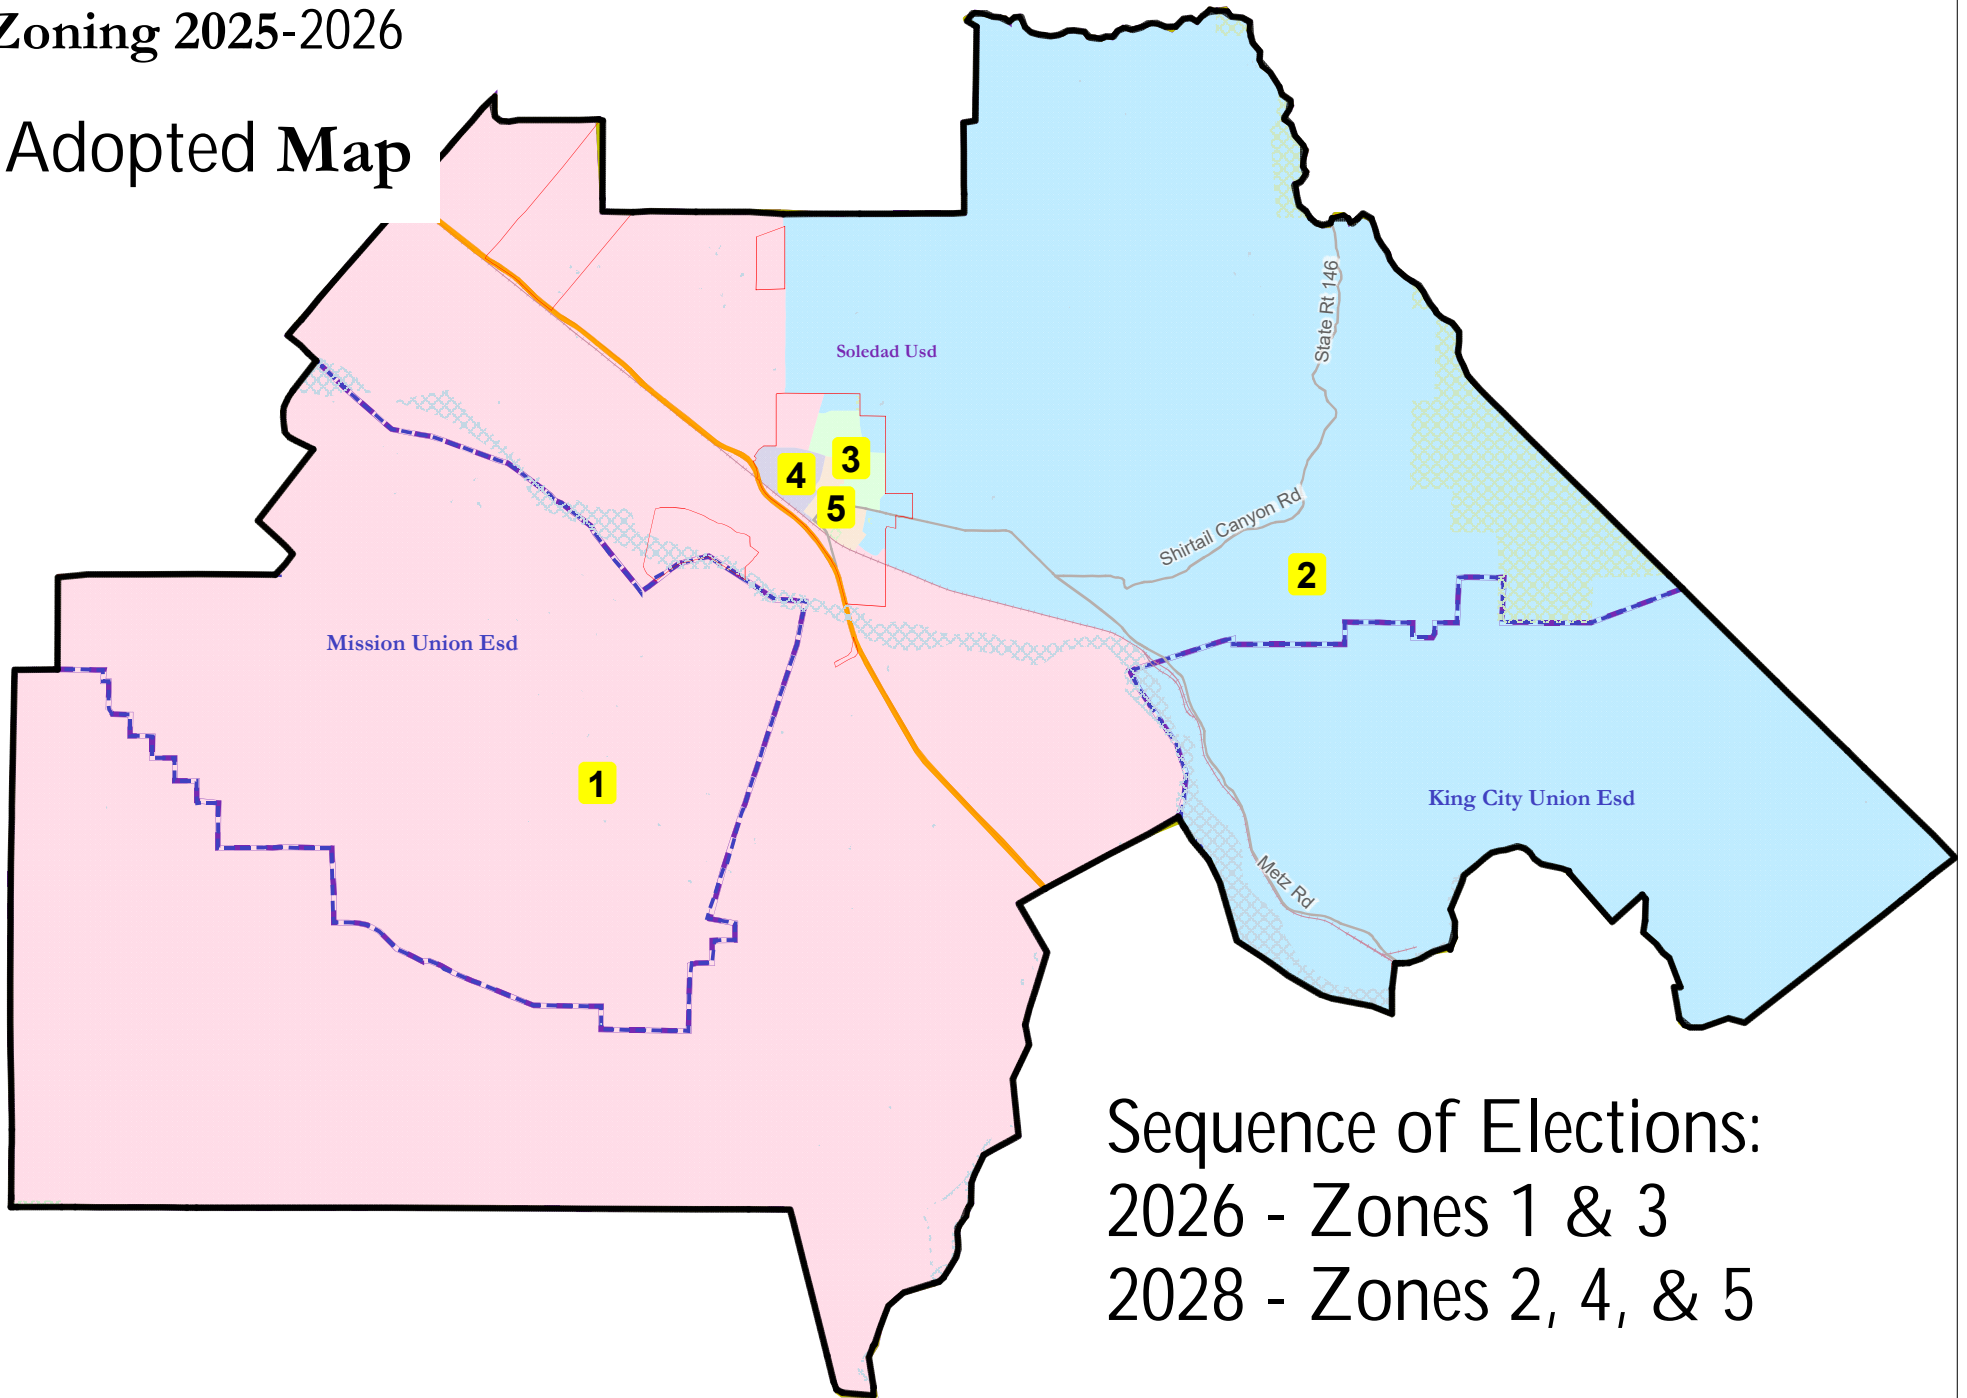 Zoning 2025-2026
Adopted Map
State Rt 146
Soledad Usd
3
4
5
Shirtail Canyon Rd
2
Mission Union Esd
1
King City Union Esd
Metz Rd
Sequence of Elections:
2026 - Zones 1 & 3
2028 - Zones 2, 4, & 5